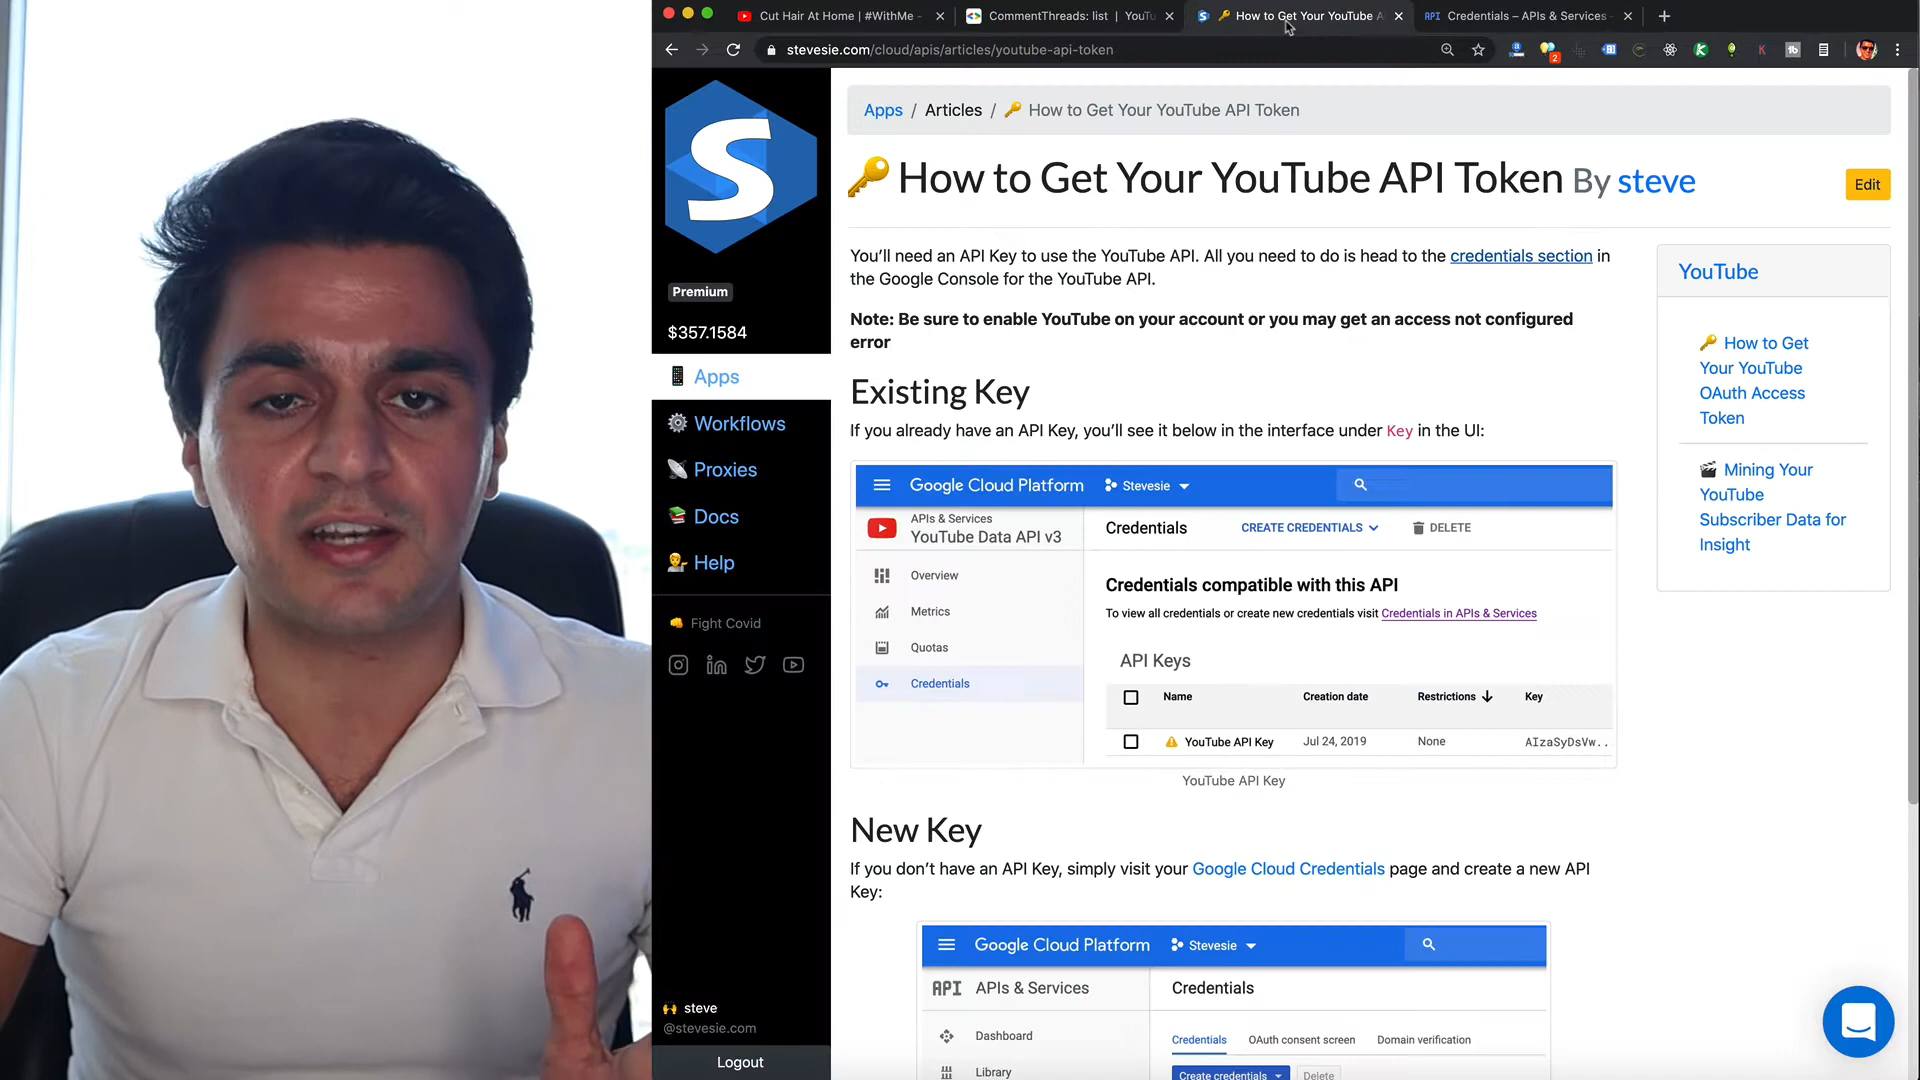 Cut Hair At Home | #WithMe -
CommentThreads: list | YouTu
How to Get Your YouTube A
API Credentials – APIs & Services -
stevesie.com/cloud/apis/articles/youtube-api-token
2
S
Premium
$357.1584
Apps
Workflows
Proxies
Docs
Help
Fight Covid
steve
@stevesie.com
Logout
Apps / Articles / How to Get Your YouTube API Token
How to Get Your YouTube API Token By steve
Edit
You’ll need an API Key to use the YouTube API. All you need to do is head to the credentials section in
the Google Console for the YouTube API.
Note: Be sure to enable YouTube on your account or you may get an access not configured
error
Existing Key
If you already have an API Key, you’ll see it below in the interface under Key in the UI:
Google Cloud Platform Stevesie
APIs & Services
YouTube Data API v3
Overview
Metrics
Quotas
Credentials
Credentials CREATE CREDENTIALS DELETE
Credentials compatible with this API
To view all credentials or create new credentials visit Credentials in APIs & Services
API Keys
Name Creation date Restrictions Key
YouTube API Key Jul 24, 2019 None AIzaSyDsVw..
YouTube API Key
New Key
If you don’t have an API Key, simply visit your Google Cloud Credentials page and create a new API
Key:
Google Cloud Platform Stevesie
API APIs & Services
Dashboard
Library
Credentials
Credentials OAuth consent screen Domain verification
Create credentials Delete
YouTube
How to Get
Your YouTube
OAuth Access
Token
Mining Your
YouTube
Subscriber Data for
Insight